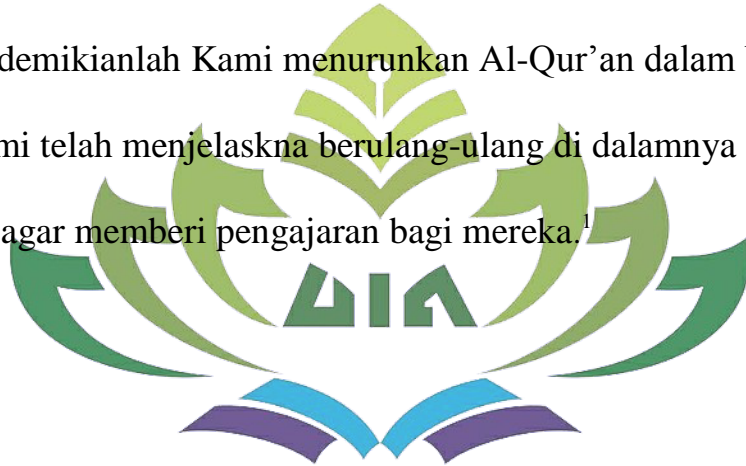 demikianlah Kami menurunkan Al-Qur’an dalam
mi telah menjelaskna berulang-ulang di dalamnya
agar memberi pengajaran bagi mereka.¹
UIN